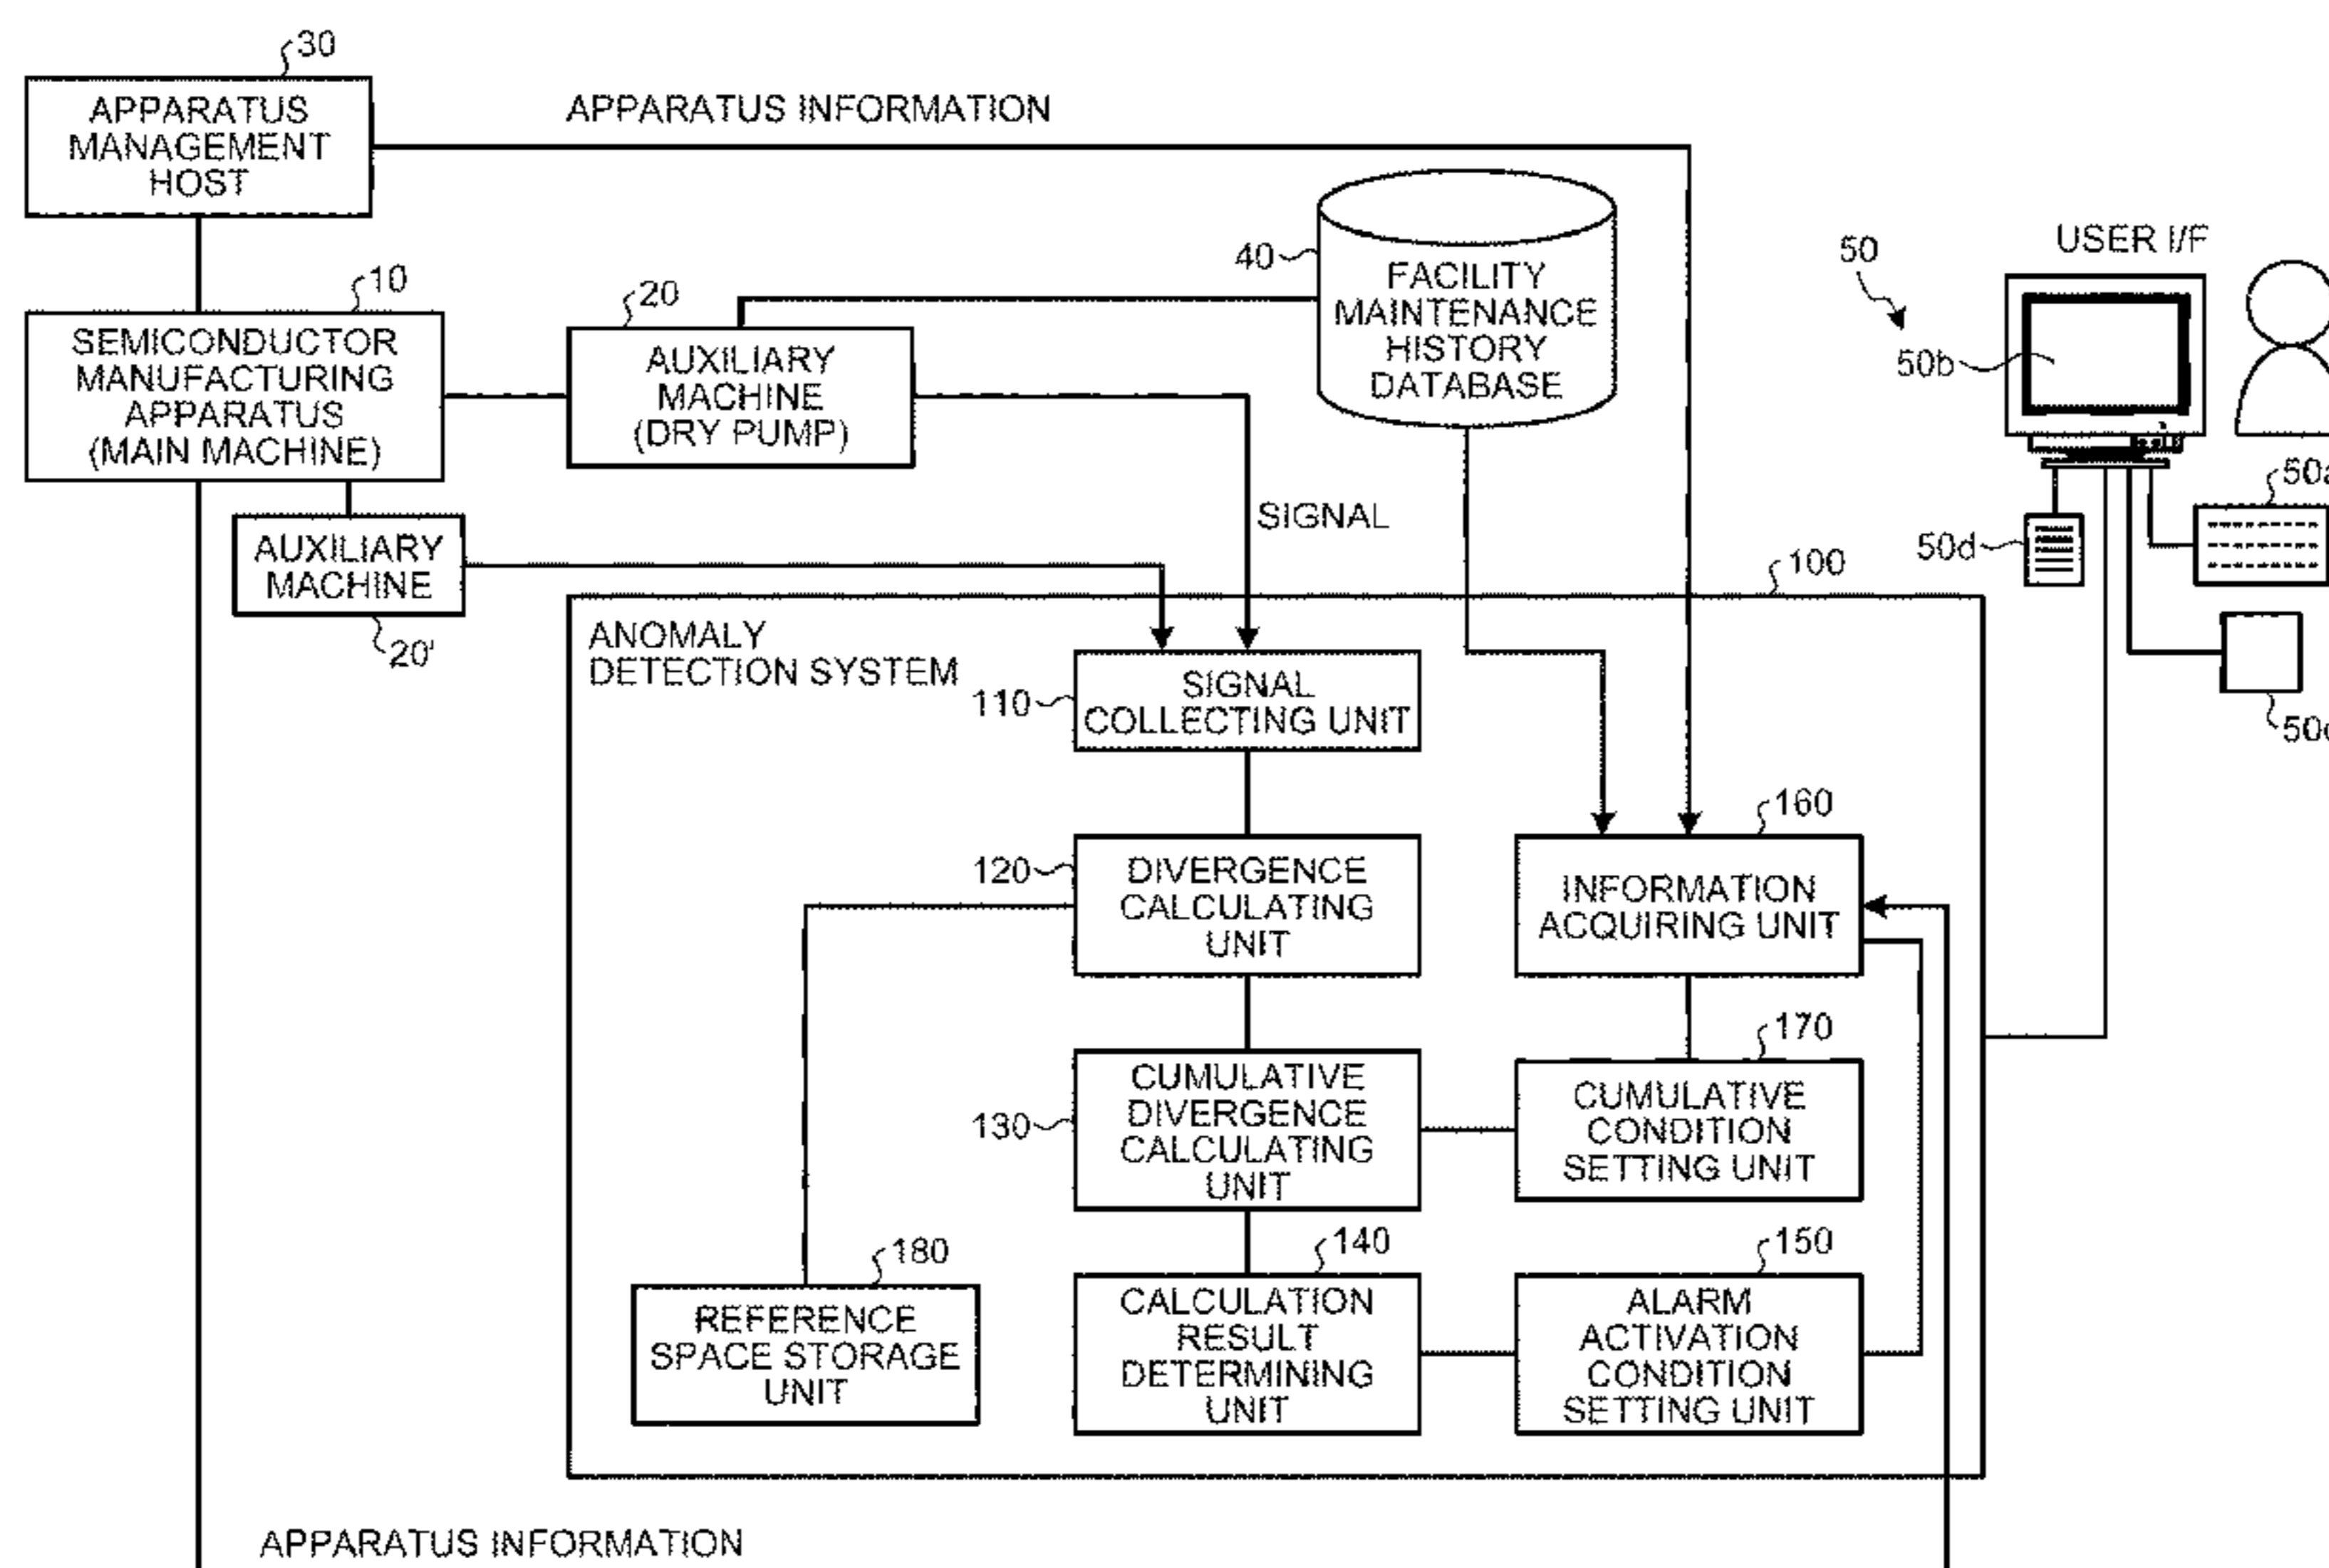 30
APPARATUS
MANAGEMENT
HOST
APPARATUS INFORMATION
10
SEMICONDUCTOR
MANUFACTURING
APPARATUS
(MAIN MACHINE)
20
AUXILIARY
MACHINE
(DRY PUMP)
40
FACILITY
MAINTENANCE
HISTORY
DATABASE
50
USER I/F
50b
50d
AUXILIARY
MACHINE
20'
SIGNAL
100
ANOMALY
DETECTION SYSTEM
110
SIGNAL
COLLECTING UNIT
120
DIVERGENCE
CALCULATING
UNIT
160
INFORMATION
ACQUIRING UNIT
130
CUMULATIVE
DIVERGENCE
CALCULATING
UNIT
170
CUMULATIVE
CONDITION
SETTING UNIT
180
REFERENCE
SPACE STORAGE
UNIT
140
CALCULATION
RESULT
DETERMINING
UNIT
150
ALARM
ACTIVATION
CONDITION
SETTING UNIT
APPARATUS INFORMATION